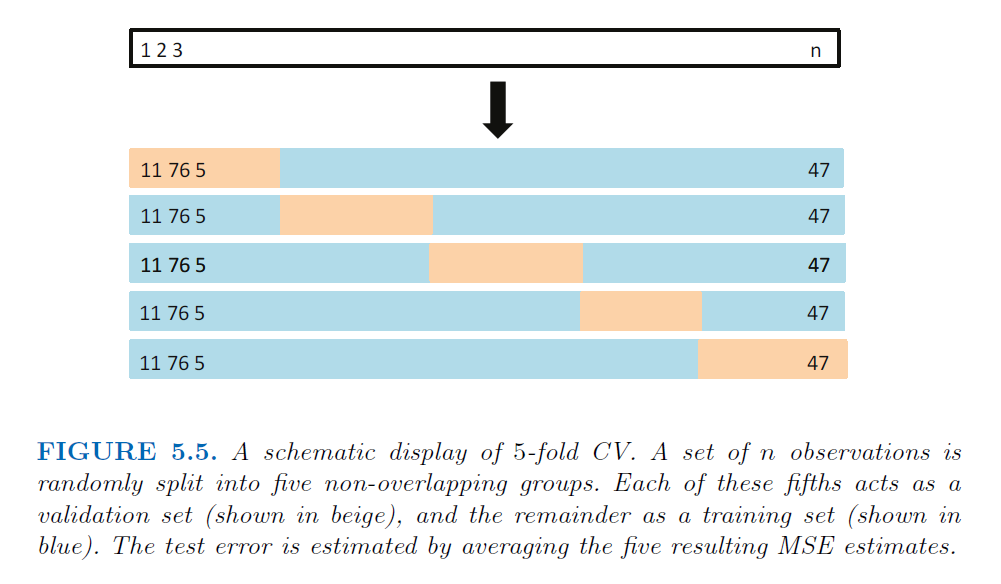 1 2 3 n
11 76 5 47
11 76 5 47
11 76 5 47
11 76 5 47
11 76 5 47
FIGURE 5.5. A schematic display of 5-fold CV. A set of n observations is
randomly split into five non-overlapping groups. Each of these fifths acts as a
validation set (shown in beige), and the remainder as a training set (shown in
blue). The test error is estimated by averaging the five resulting MSE estimates.